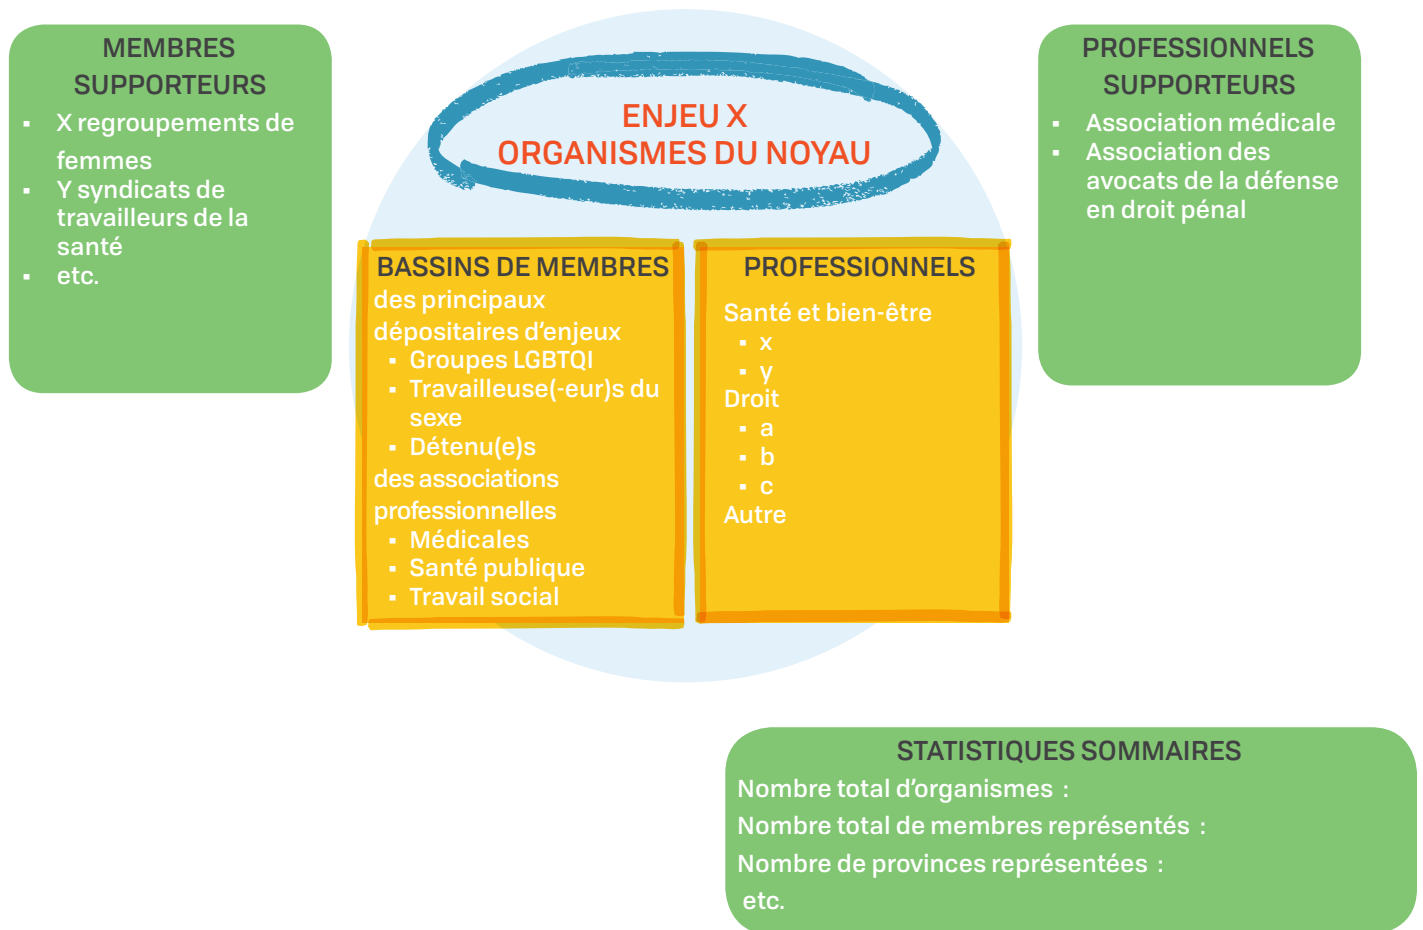 MEMBRES
SUPPORTEURS
▪ X regroupements de
femmes
▪ Y syndicats de
travailleurs de la
santé
▪ etc.
ENJEU X
ORGANISMES DU NOYAU
PROFESSIONNELS
SUPPORTEURS
▪ Association médicale
▪ Association des
avocats de la défense
en droit pénal
BASSINS DE MEMBRES
des principaux
dépositaires d’enjeux
▪ Groupes LGBTQI
▪ Travailleuse(-eur)s du
sexe
▪ Détenu(e)s
des associations
professionnelles
▪ Médicales
▪ Santé publique
▪ Travail social
PROFESSIONNELS
Santé et bien-être
▪ x
▪ y
Droit
▪ a
▪ b
▪ c
Autre
STATISTIQUES SOMMAIRES
Nombre total d’organismes :
Nombre total de membres représentés :
Nombre de provinces représentées :
etc.